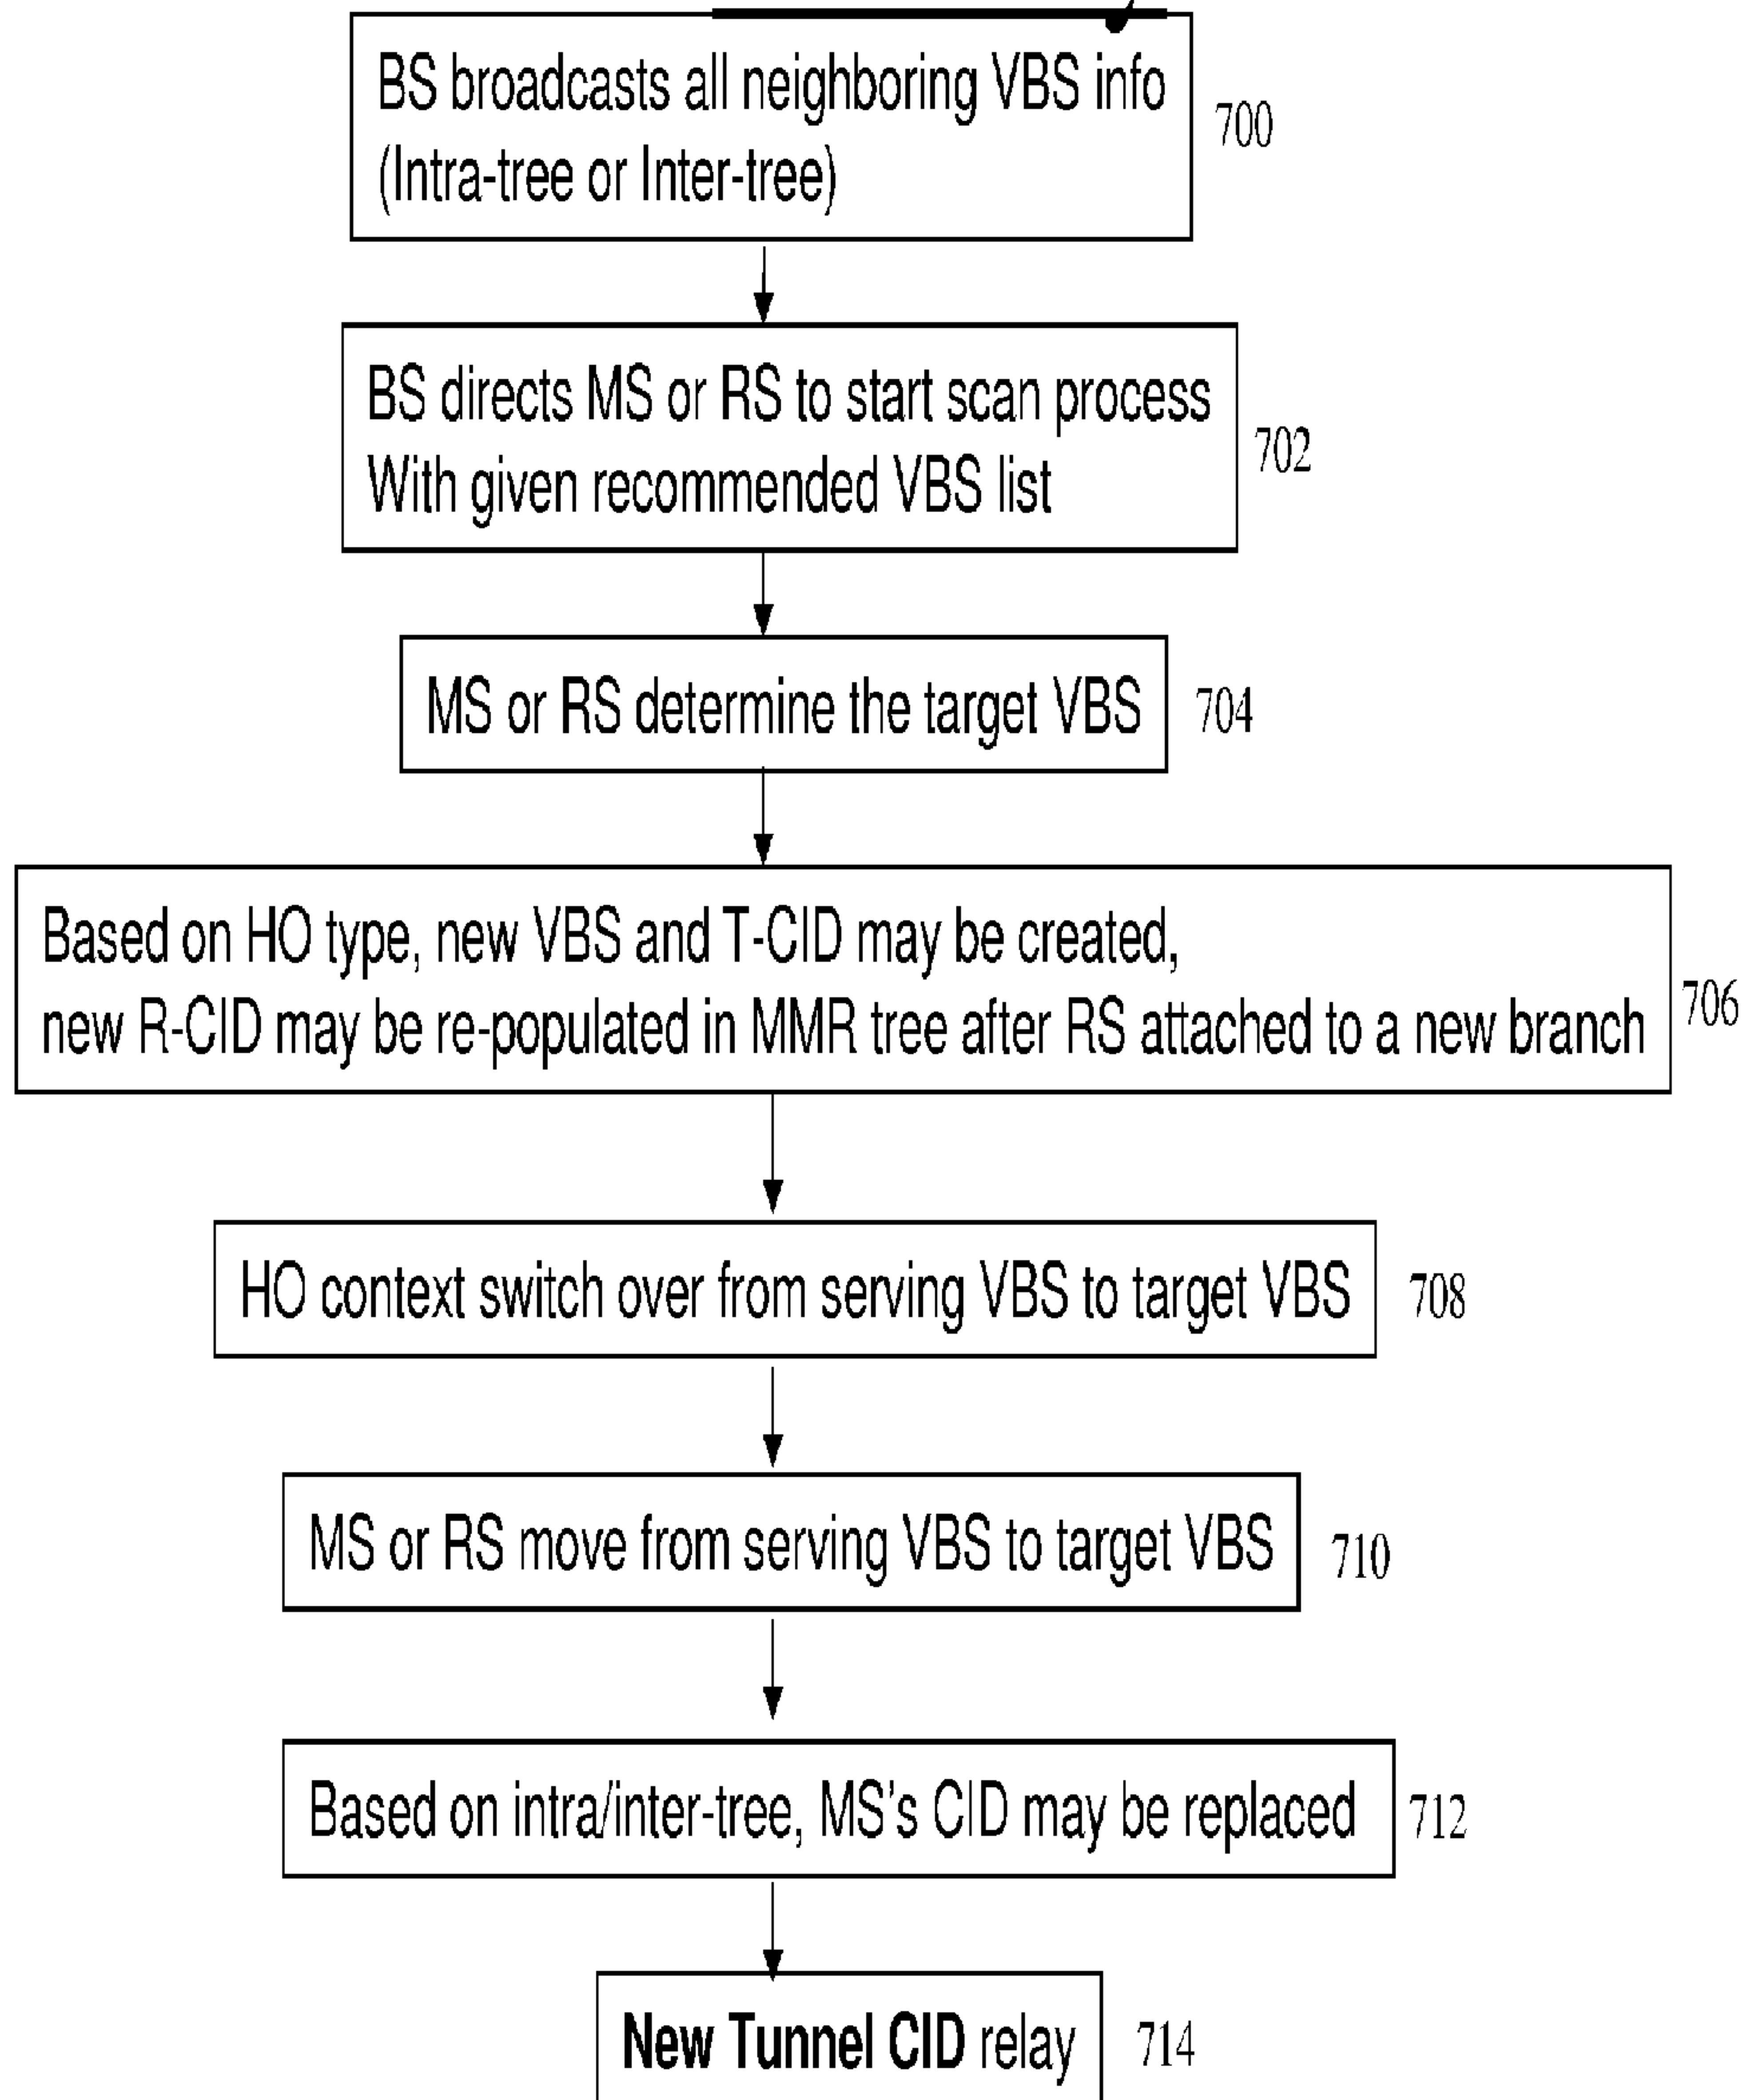 BS broadcasts all neighboring VBS info
(Intra-tree or Inter-tree)
700
BS directs MS or RS to start scan process
With given recommended VBS list
702
MS or RS determine the target VBS
704
Based on HO type, new VBS and T-CID may be created,
new R-CID may be re-populated in MMR tree after RS attached to a new branch
706
HO context switch over from serving VBS to target VBS
708
MS or RS move from serving VBS to target VBS
710
Based on intra/inter-tree, MS's CID may be replaced
712
New Tunnel CID relay
714